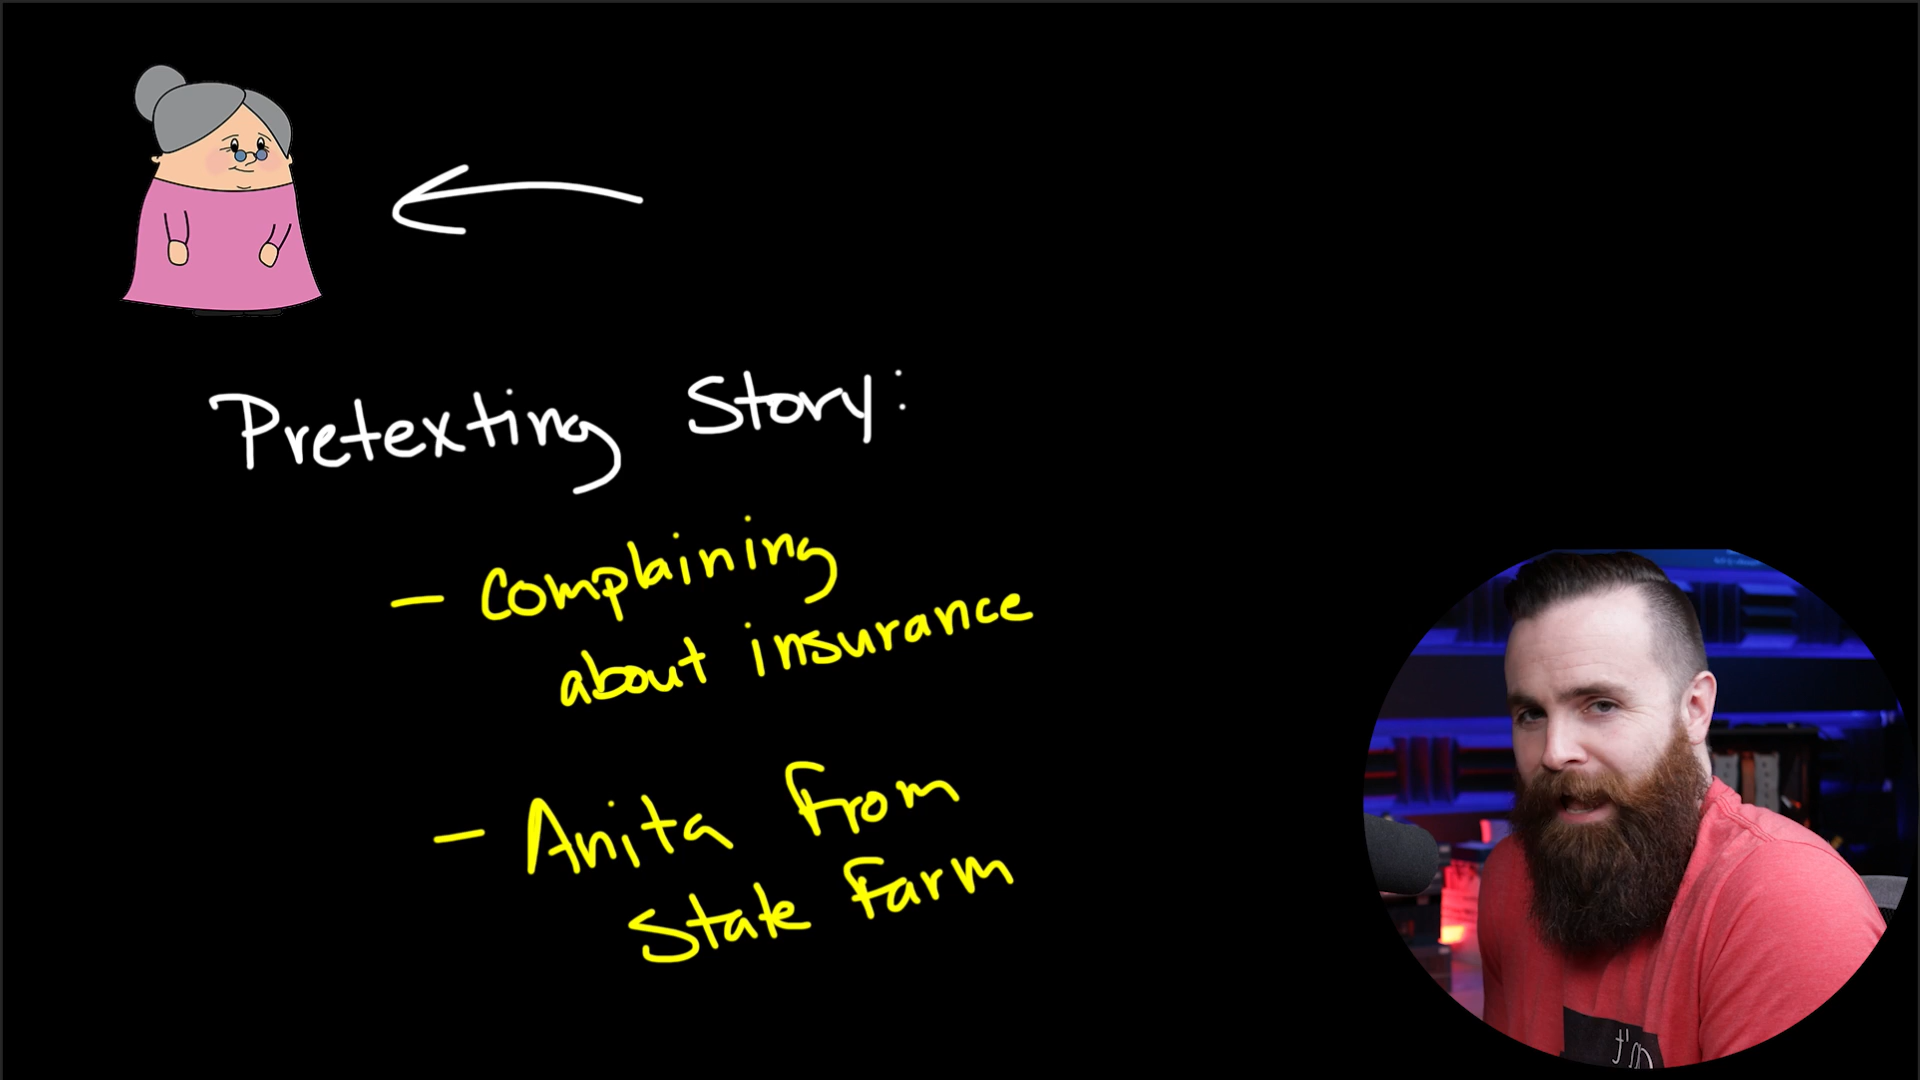 Pretexting Story:
- Complaining
about insurance
- Anita From
State Farm